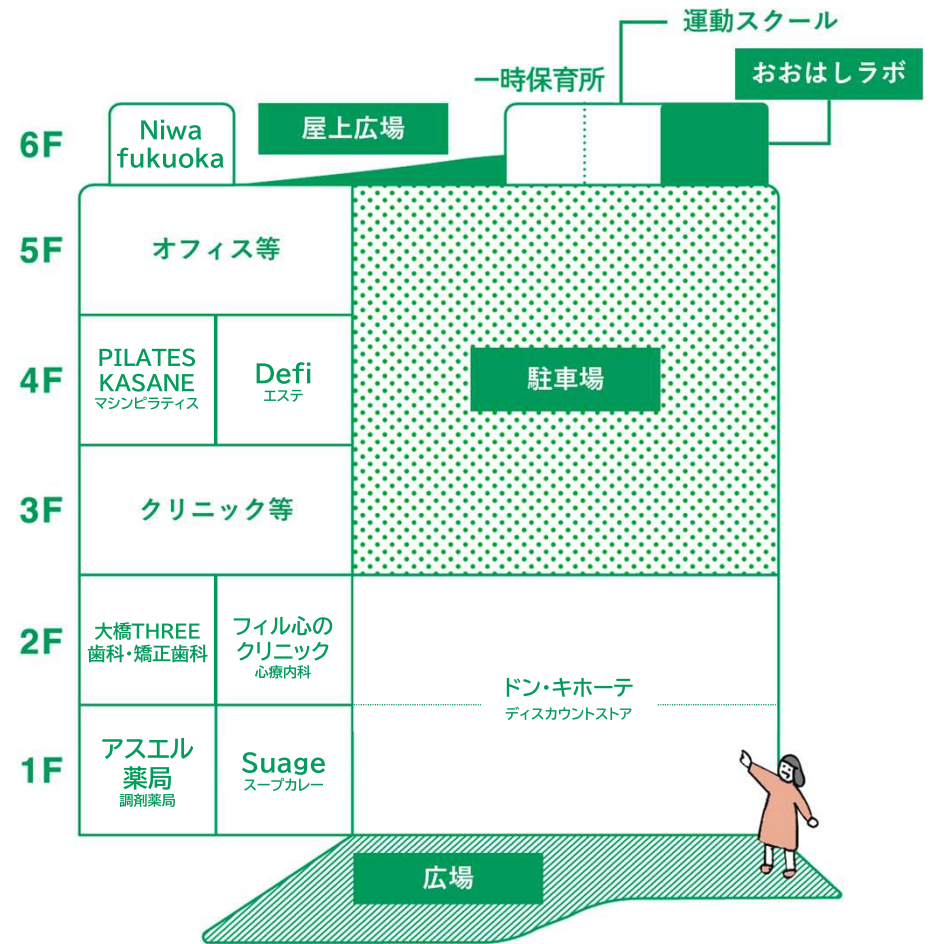 運動スクール
一時保育所
おおはしラボ
6F
Niwa
fukuoka
屋上広場
5F
オフィス等
4F
PILATES
KASANE
マシンピラティス
Defi
エステ
駐車場
3F
クリニック等
2F
大橋THREE
歯科・矯正歯科
フィル心の
クリニック
心療内科
ドン・キホーテ
ディスカウントストア
1F
アスエル
薬局
調剤薬局
Suage
スープカレー
広場